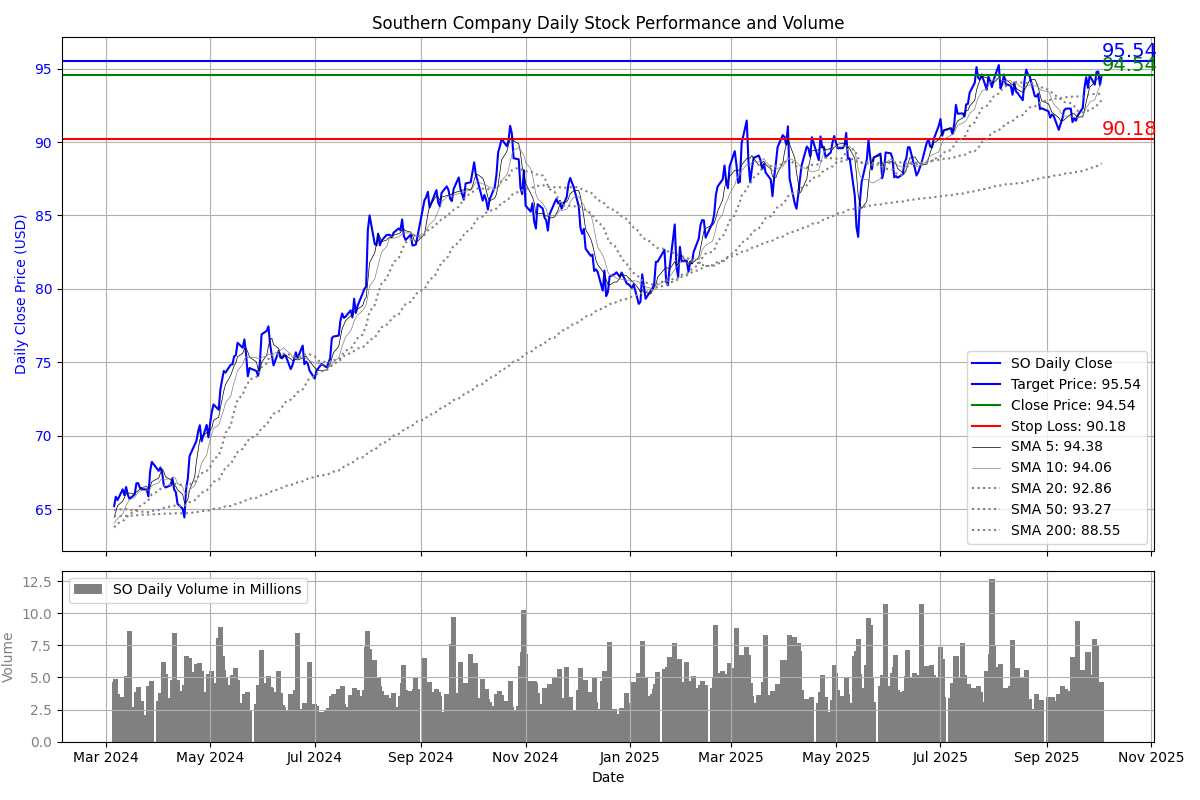 Southern Company Daily Stock Performance and Volume
95.54
94.54
90.18
95
90
85
80
75
70
65
Daily Close Price (USD)
SO Daily Close
Target Price: 95.54
Close Price: 94.54
Stop Loss: 90.18
SMA 5: 94.38
SMA 10: 94.06
SMA 20: 92.86
SMA 50: 93.27
SMA 200: 88.55
12.5
10.0
7.5
5.0
2.5
0.0
Volume
SO Daily Volume in Millions
Mar 2024 May 2024 Jul 2024 Sep 2024 Nov 2024 Jan 2025 Mar 2025 May 2025 Jul 2025 Sep 2025 Nov 2025
Date